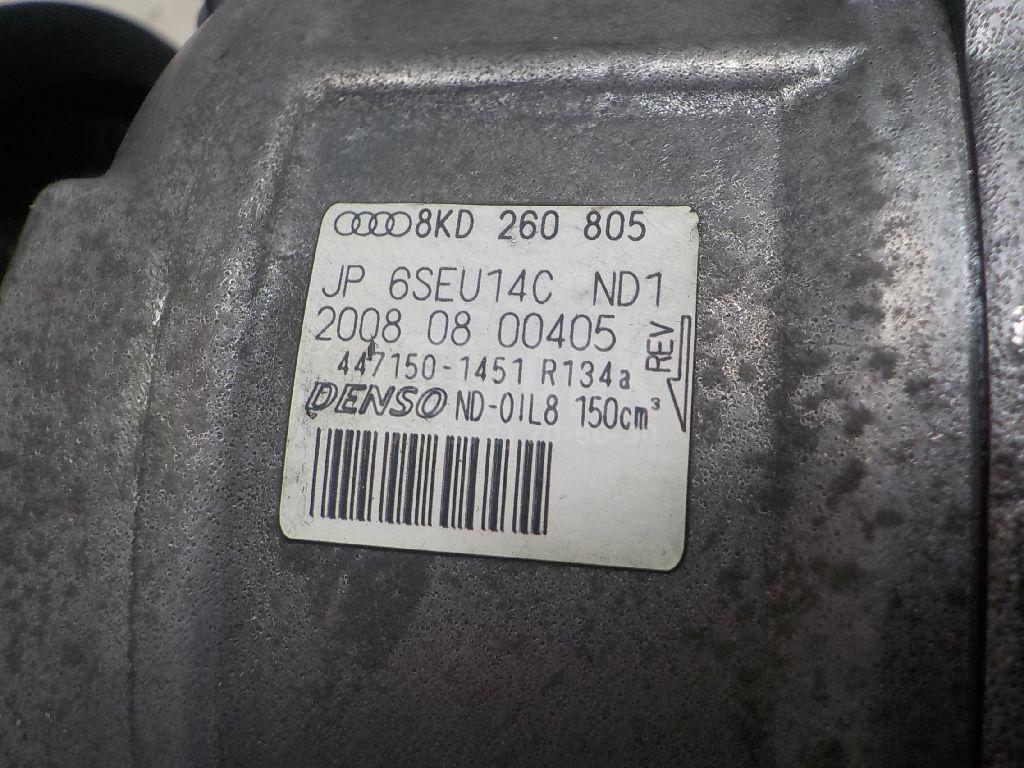 8KD 260 805
JP 6SEU14C ND1
2008 08 00405
447150-1451 R134a
DENSO ND-OIL8 150cm³
REV